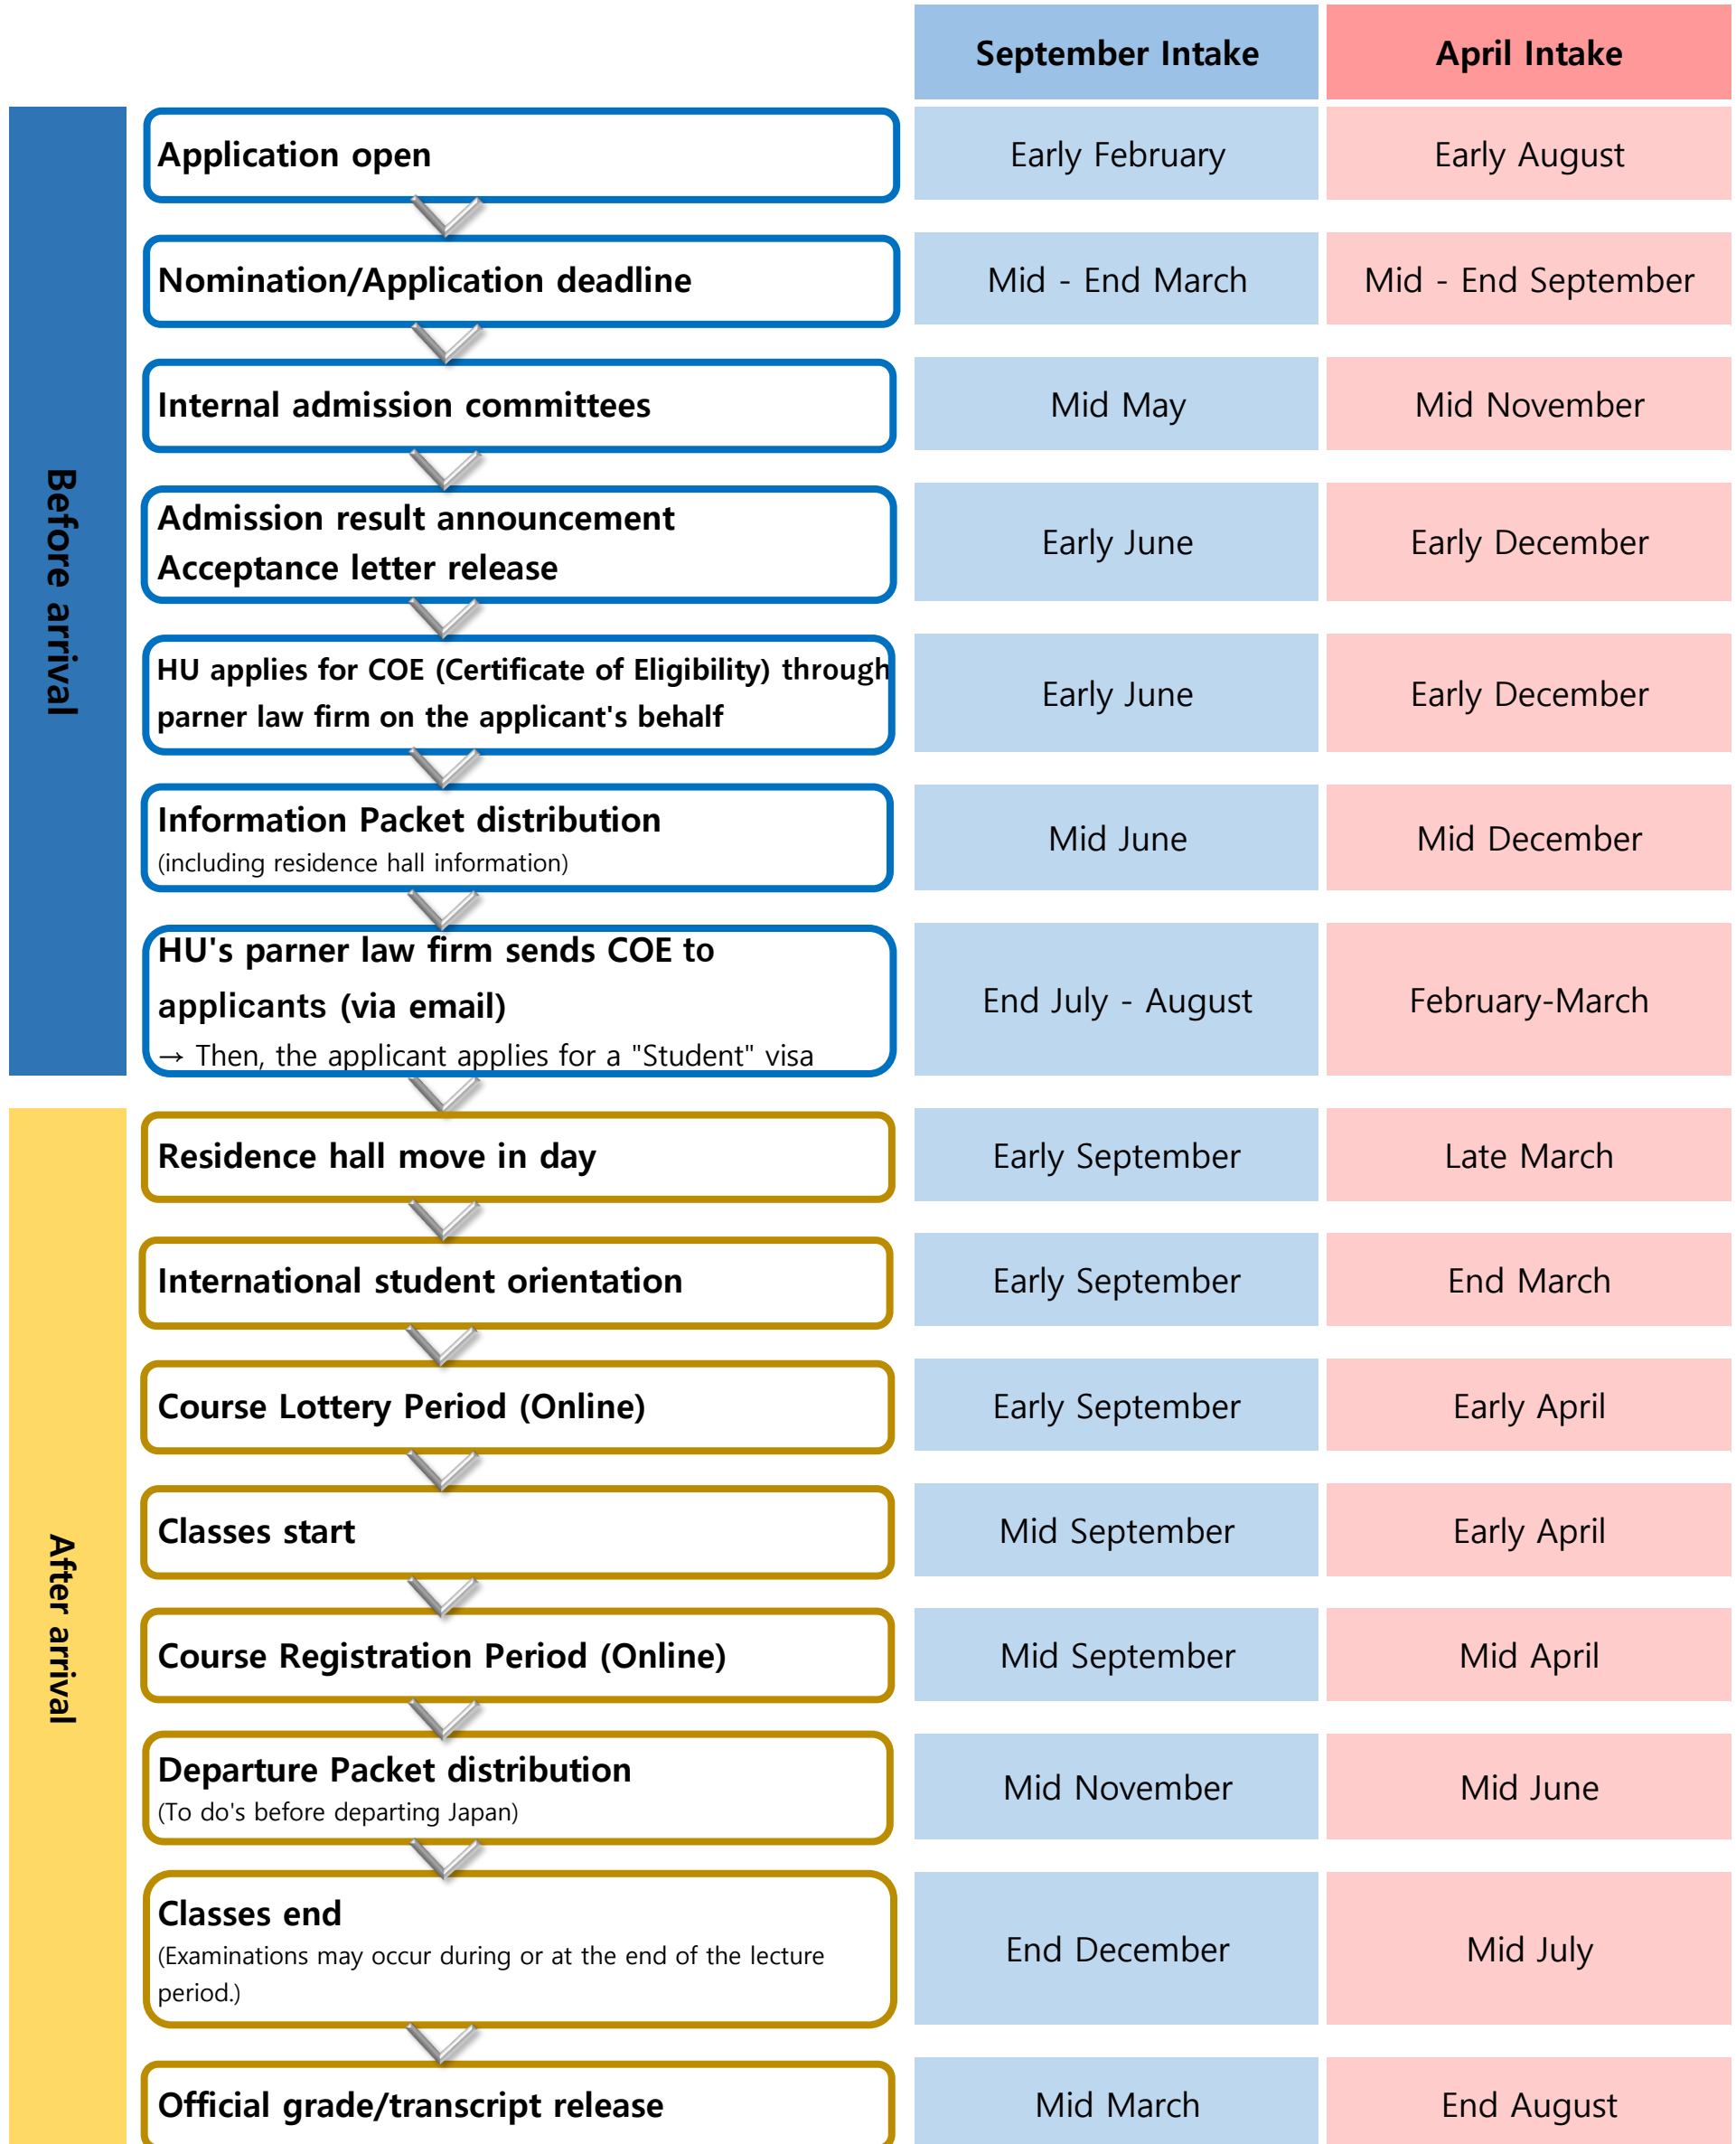 September Intake
April Intake
Before arrival
Application open
Early February
Early August
Nomination/Application deadline
Mid - End March
Mid - End September
Internal admission committees
Mid May
Mid November
Admission result announcement
Acceptance letter release
Early June
Early December
HU applies for COE (Certificate of Eligibility) through
parner law firm on the applicant's behalf
Early June
Early December
Information Packet distribution
(including residence hall information)
Mid June
Mid December
HU's parner law firm sends COE to
applicants (via email)
→ Then, the applicant applies for a "Student" visa
End July - August
February-March
After arrival
Residence hall move in day
Early September
Late March
International student orientation
Early September
End March
Course Lottery Period (Online)
Early September
Early April
Classes start
Mid September
Early April
Course Registration Period (Online)
Mid September
Mid April
Departure Packet distribution
(To do's before departing Japan)
Mid November
Mid June
Classes end
(Examinations may occur during or at the end of the lecture
period.)
End December
Mid July
Official grade/transcript release
Mid March
End August